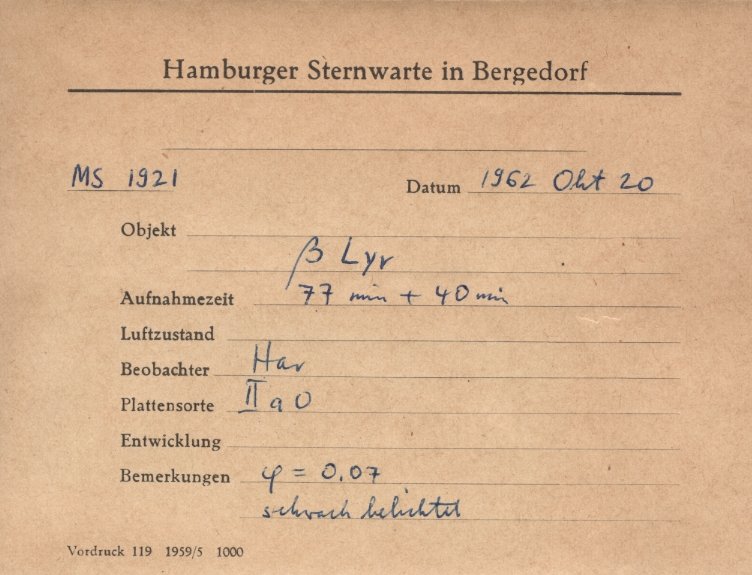 Hamburger Sternwarte in Bergedorf
MS 1921 Datum 1962 Okt 20
Objekt
β Lyr
Aufnahmezeit 77 min + 40 min
Luftzustand
Beobachter Har
Plattensorte II a O
Entwicklung
Bemerkungen φ = 0.07
schwach belichtet
Vordruck 119 1959/5 1000